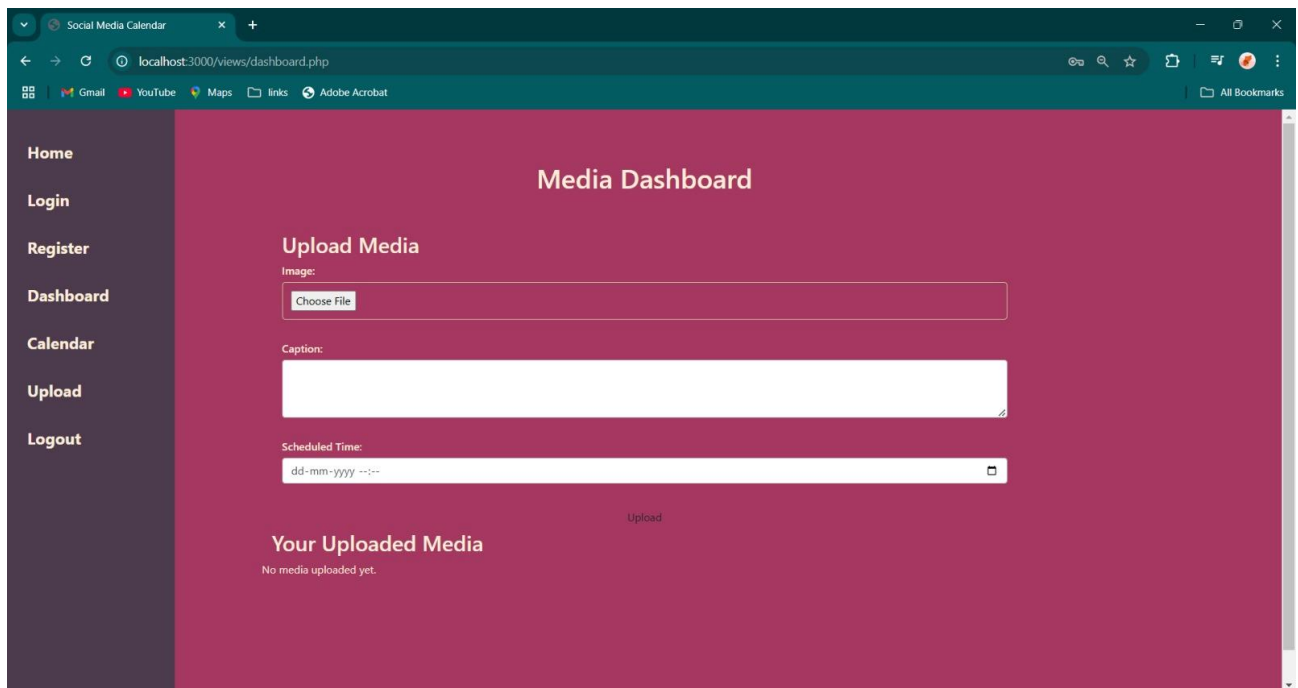 Social Media Calendar
localhost:3000/views/dashboard.php
Gmail YouTube Maps links Adobe Acrobat All Bookmarks
Home
Login
Register
Dashboard
Calendar
Upload
Logout
Media Dashboard
Upload Media
Image:
Choose File
Caption:
Scheduled Time:
dd-mm-yyyy --:--
Upload
Your Uploaded Media
No media uploaded yet.